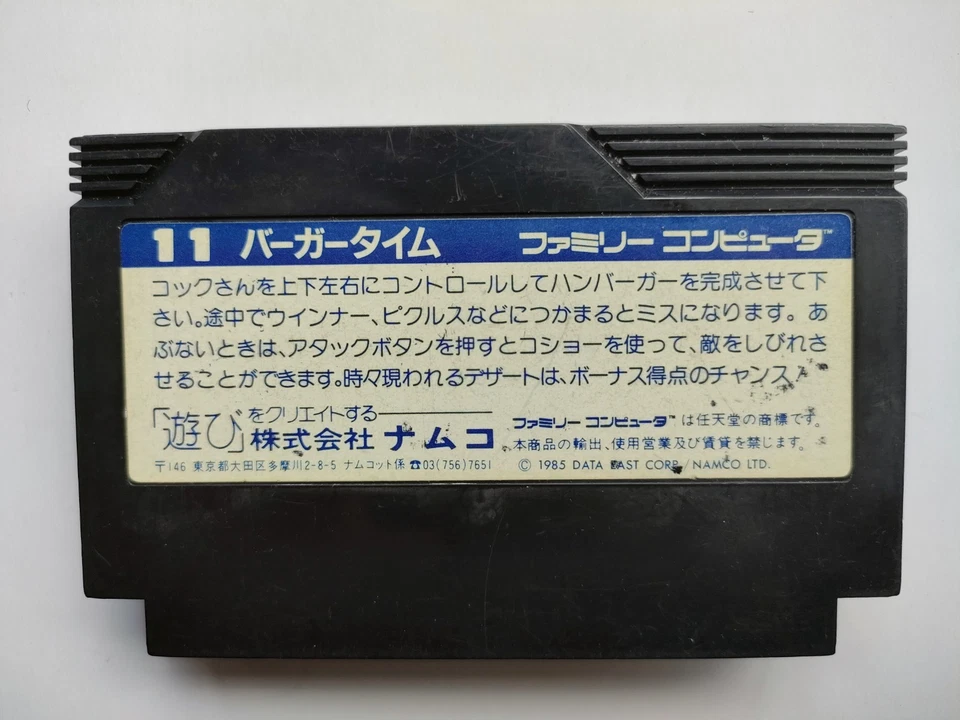 11 バーガータイム ファミリー コンピュータ™
コックさんを上下左右にコントロールしてハンバーガーを完成させて下
さい。途中でウインナー、ピクルスなどにつかまるとミスになります。あ
ぶないときは、アタックボタンを押すとコショーを使って、敵をしびれさ
せることができます。時々現われるデザートは、ボーナス得点のチャンス!
「遊び」をクリエイトする
株式会社 ナムコ
〒146 東京都大田区多摩川2-8-5 ナムコット係 ☎03(756)7651
ファミリー コンピュータ™は任天堂の商標です。
本商品の輸出、使用営業及び賃貸を禁じます。
© 1985 DATA EAST CORP./NAMCO LTD.